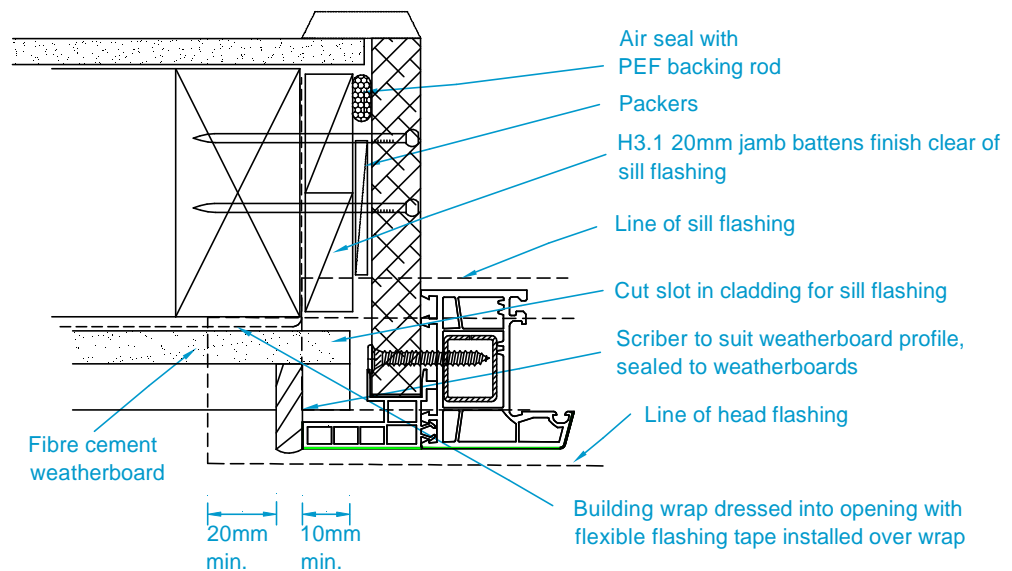 Air seal with
PEF backing rod
Packers
H3.1 20mm jamb battens finish clear of
sill flashing
Line of sill flashing
Cut slot in cladding for sill flashing
Scriber to suit weatherboard profile,
sealed to weatherboards
Line of head flashing
Fibre cement
weatherboard
Building wrap dressed into opening with
flexible flashing tape installed over wrap
20mm
min.
10mm
min.